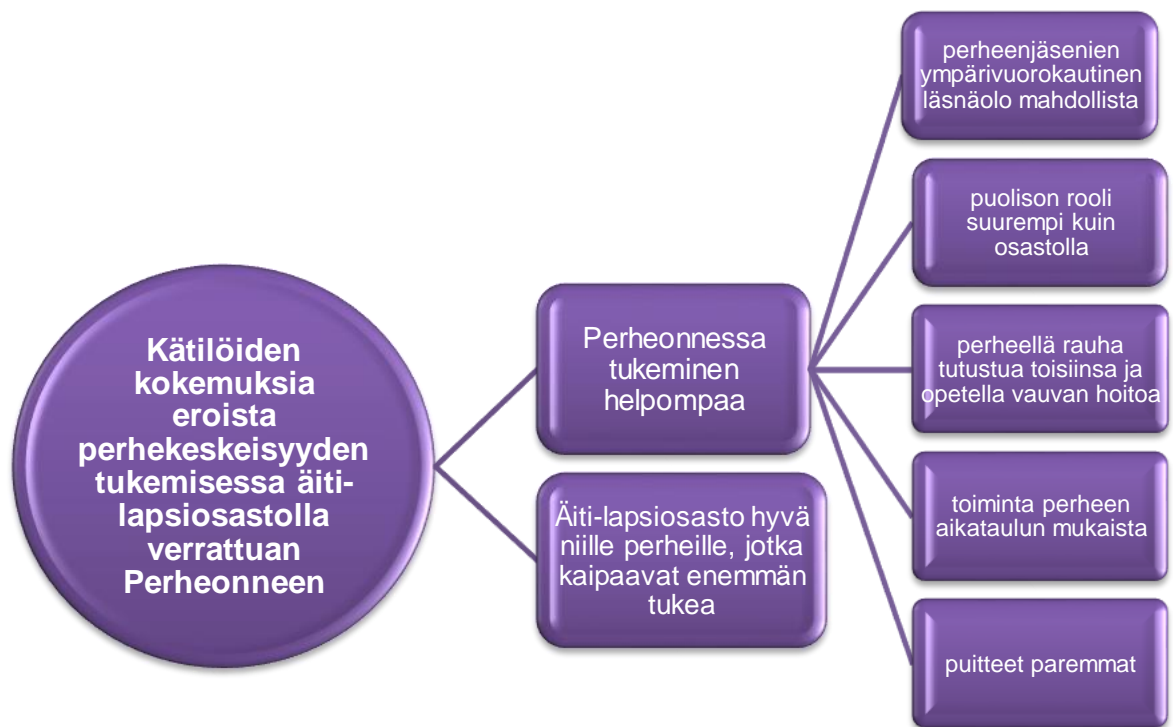 Kätilöiden
kokemuksia
eroista
perhekeskeisyyden
tukemisessa äiti-
lapsiosastolla
verrattuan
Perheonneen
Perheonnessa
tukeminen
helpompaa
Äiti-lapsiosasto hyvä
niille perheille, jotka
kaipaavat enemmän
tukea
perheenjäsenien
ympärivuorokautinen
läsnäolo mahdollista
puolison rooli
suurempi kuin
osastolla
perheellä rauha
tutustua toisiinsa ja
opetella vauvan hoitoa
toiminta perheen
aikataulun mukaista
puitteet paremmat